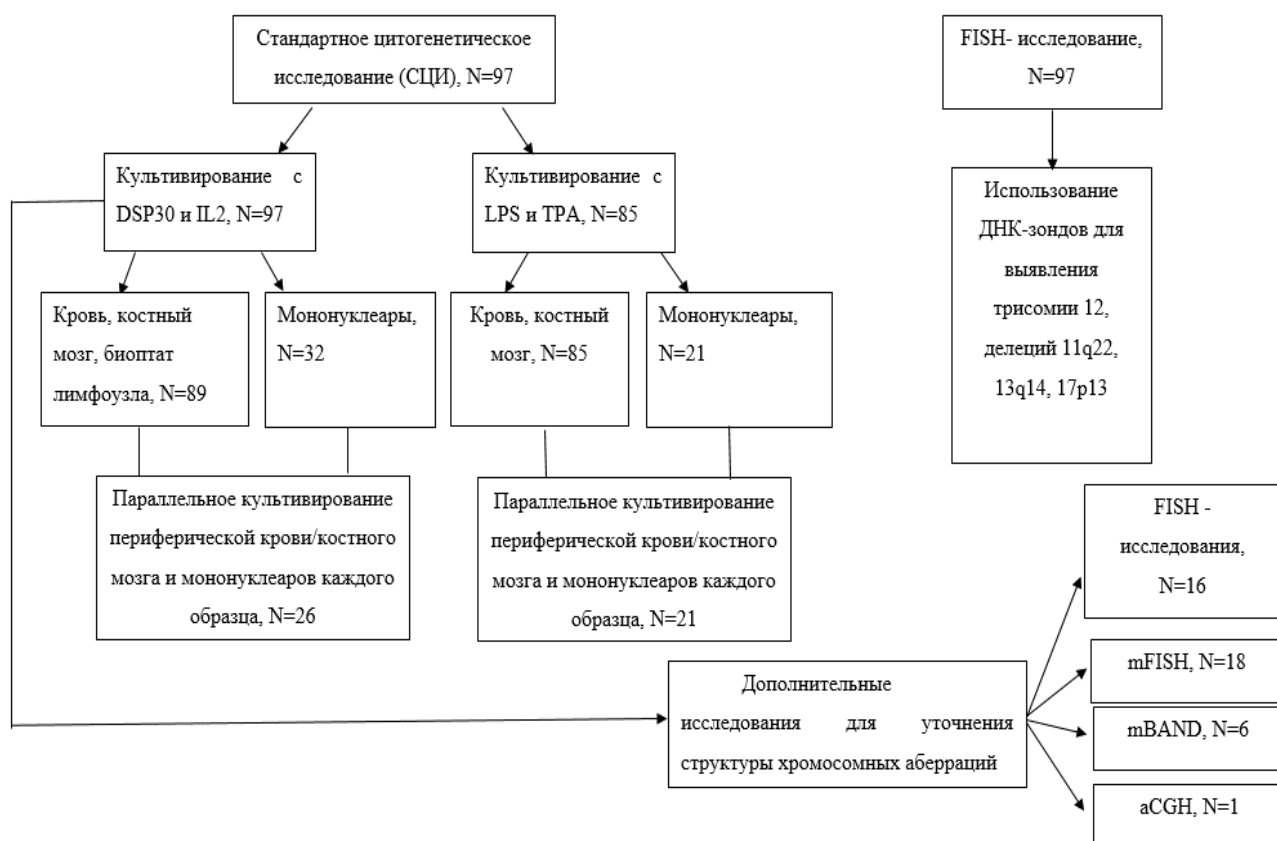 Стандартное цитогенетическое
исследование (СЦИ), N=97
FISH- исследование,
N=97
Культивирование с
DSP30 и IL2, N=97
Культивирование с
LPS и TPA, N=85
Использование
ДНК-зондов для
выявления
трисомии 12,
делеций 11q22,
13q14, 17p13
Кровь, костный
мозг, биоптат
лимфоузла, N=89
Мононуклеары,
N=32
Кровь, костный
мозг, N=85
Мононуклеары,
N=21
Параллельное культивирование
периферической крови/костного
мозга и мононуклеаров каждого
образца, N=26
Параллельное культивирование
периферической крови/костного
мозга и мононуклеаров каждого
образца, N=21
Дополнительные
исследования для уточнения
структуры хромосомных аберраций
FISH -
исследования,
N=16
mFISH, N=18
mBAND, N=6
aCGH, N=1